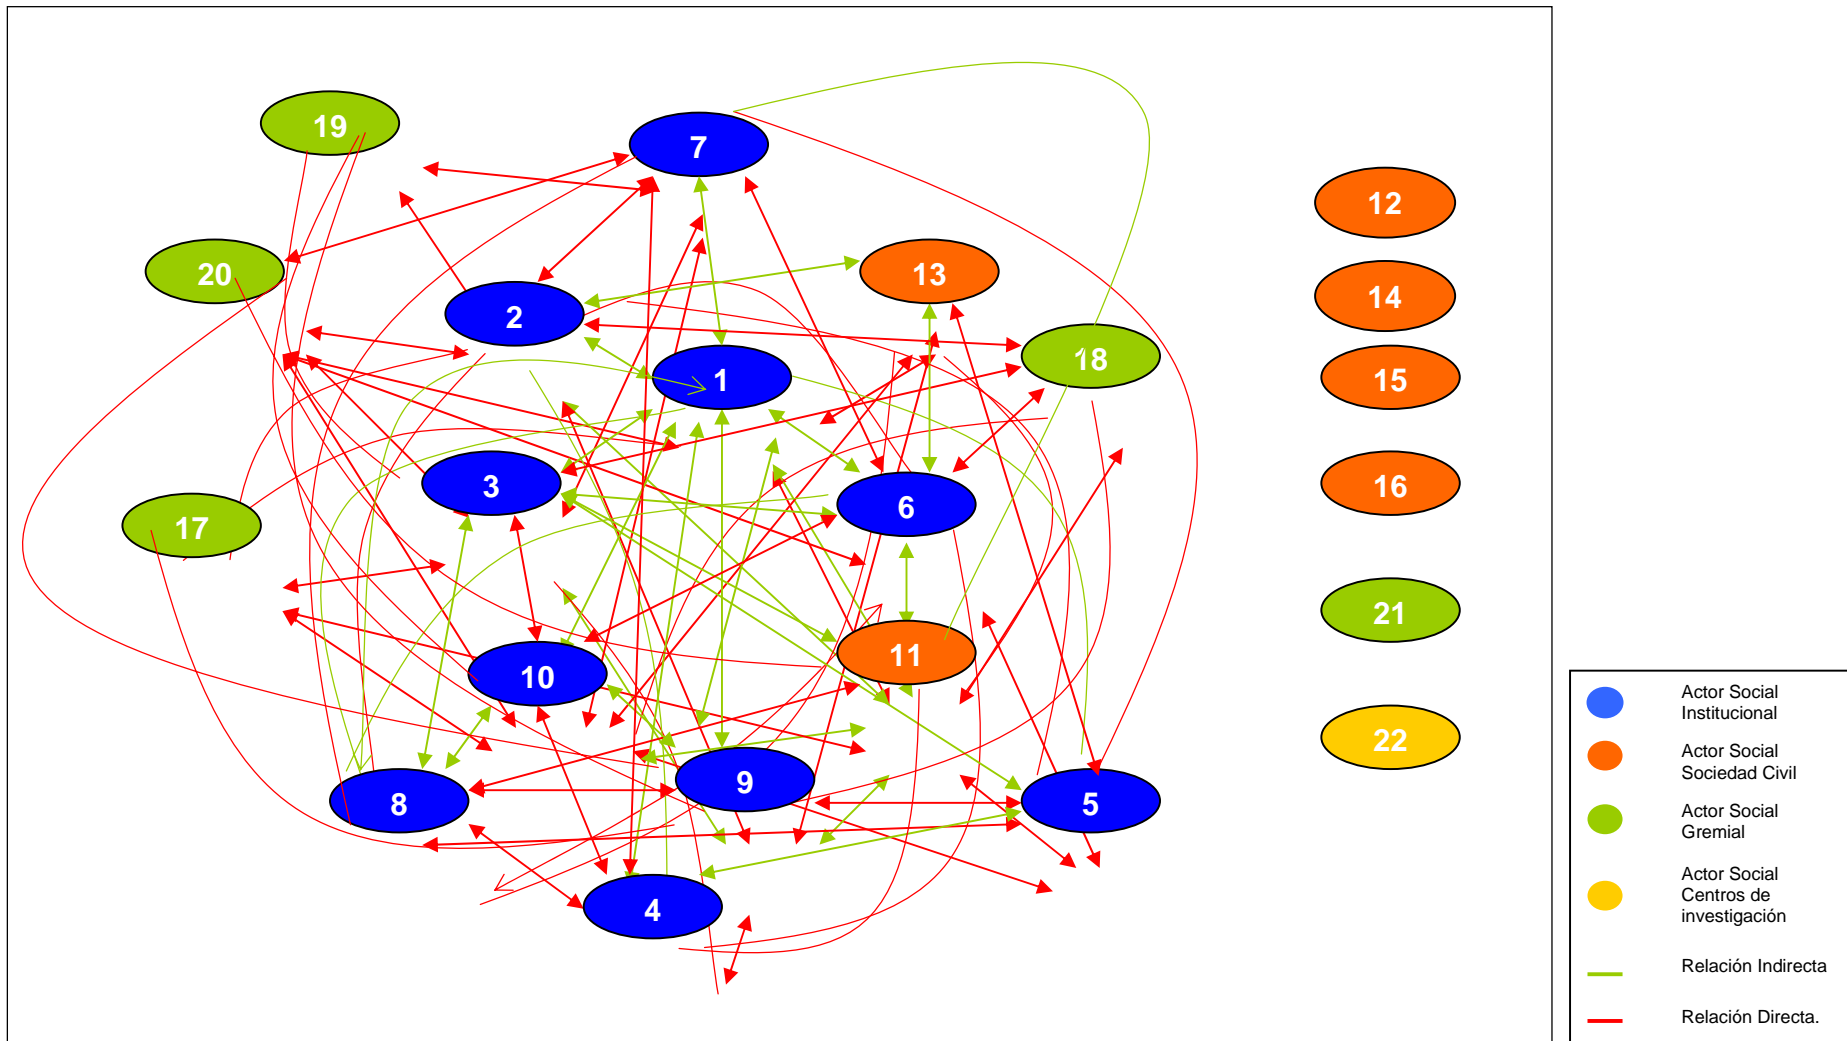 19
7
12
20
13
14
2
18
1
15
3
16
6
17
21
11
10
22
9
8
5
4
Actor Social
Institucional
Actor Social
Sociedad Civil
Actor Social
Gremial
Actor Social
Centros de
investigación
Relación Indirecta
Relación Directa.